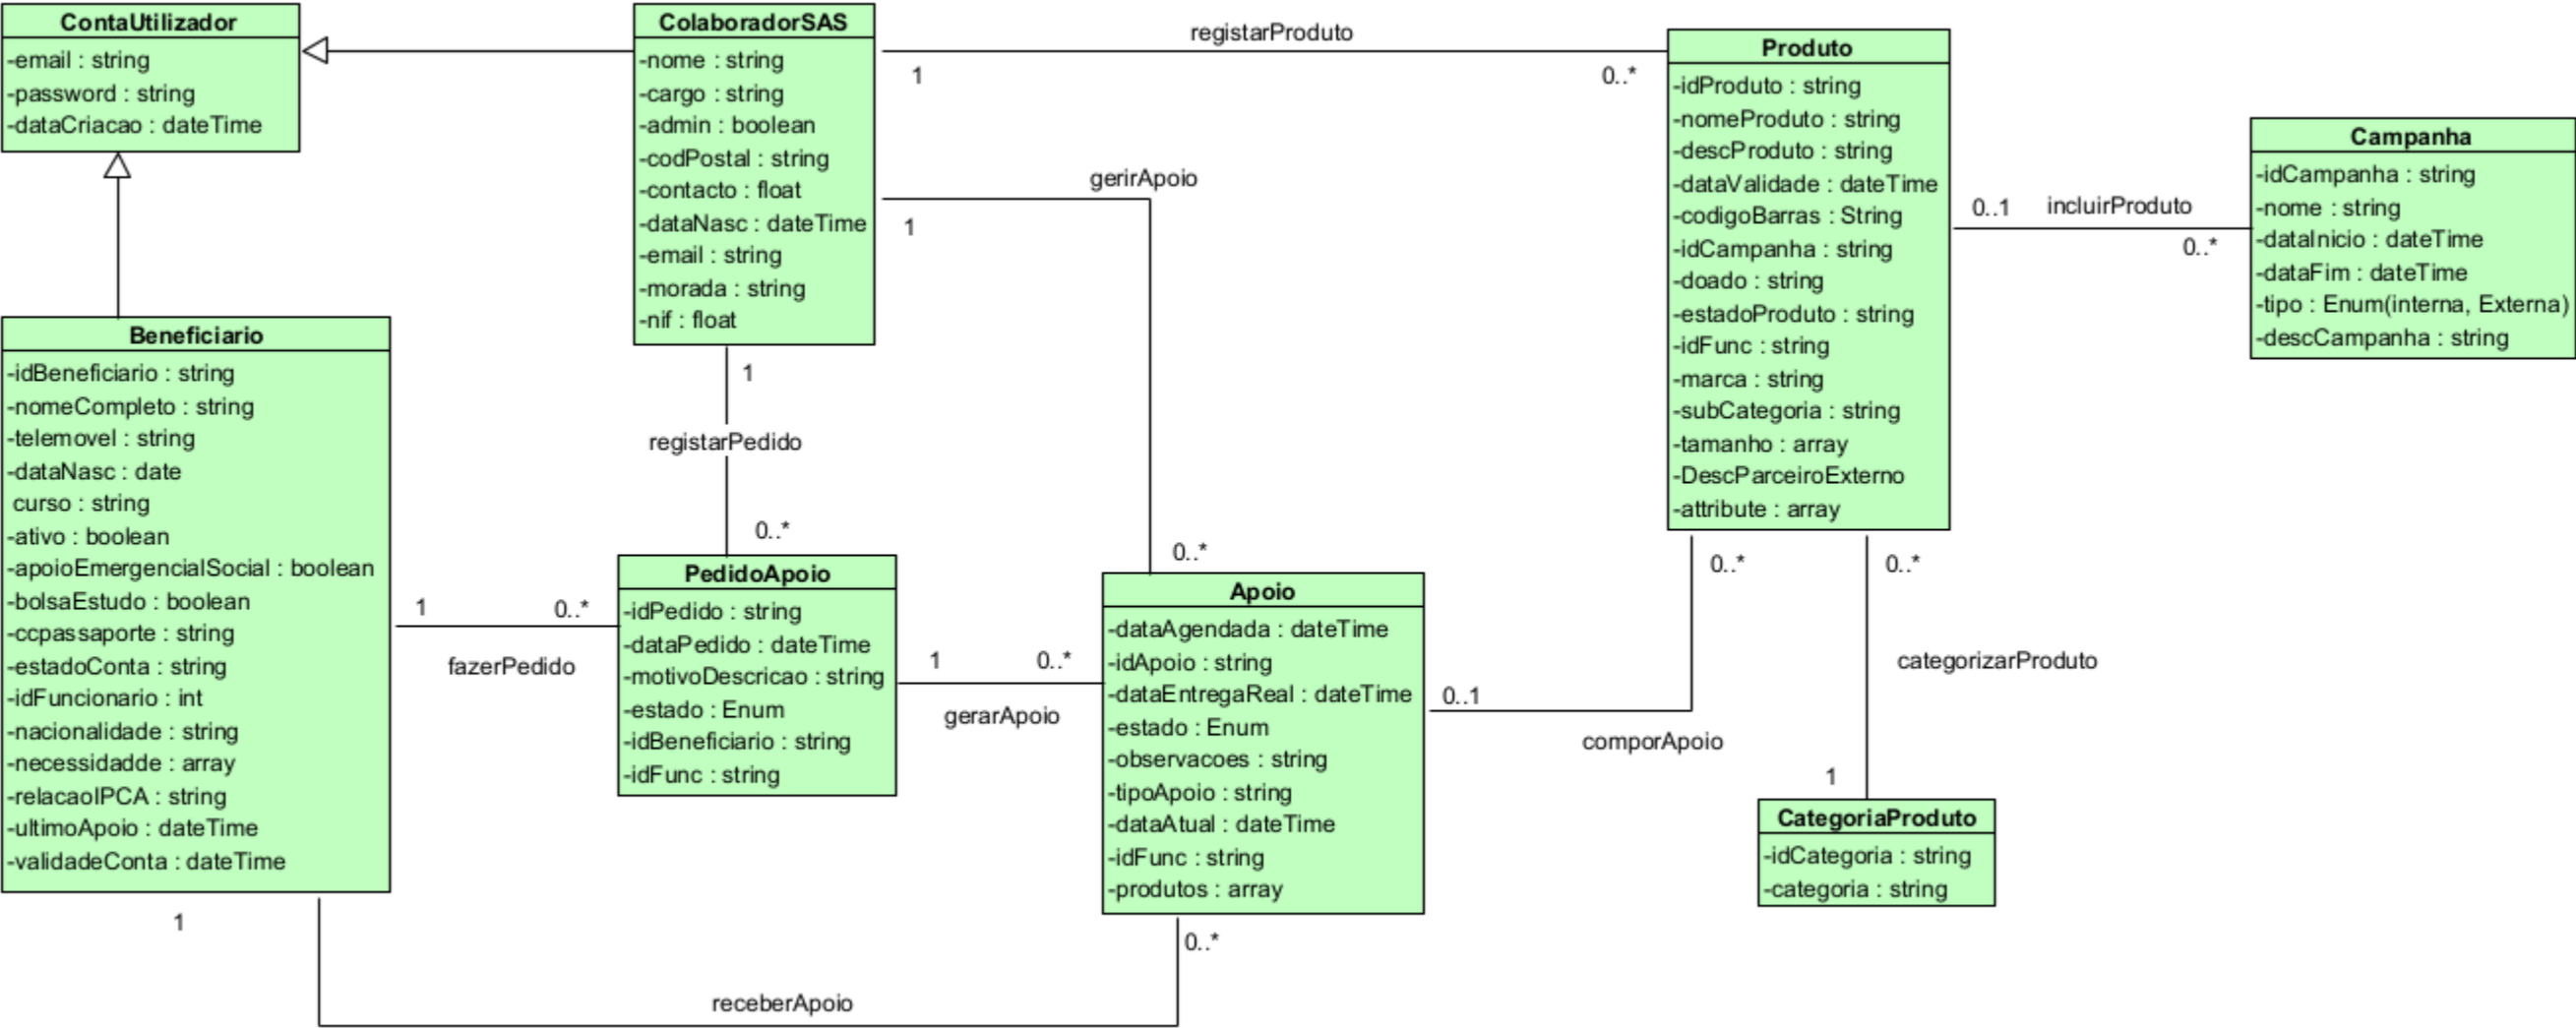 ContaUtilizador
-email : string
-password : string
-dataCriacao : dateTime
ColaboradorSAS
-nome : string
-cargo : string
-admin : boolean
-codPostal : string
-contacto : float
-dataNasc : dateTime
-email : string
-morada : string
-nif : float
registarProduto
1
0..*
gerirApoio
1
0..*
Produto
-idProduto : string
-nomeProduto : string
-descProduto : string
-dataValidade : dateTime
-codigoBarras : String
-idCampanha : string
-doado : string
-estadoProduto : string
-idFunc : string
-marca : string
-subCategoria : string
-tamanho : array
-DescParceiroExterno
-attribute : array
0..1
incluirProduto
0..*
Campanha
-idCampanha : string
-nome : string
-dataInicio : dateTime
-dataFim : dateTime
-tipo : Enum(interna, Externa)
-descCampanha : string
Beneficiario
-idBeneficiario : string
-nomeCompleto : string
-telemovel : string
-dataNasc : date
curso : string
-ativo : boolean
-apoioEmergencialSocial : boolean
-bolsaEstudo : boolean
-ccpassaporte : string
-estadoConta : string
-idFuncionario : int
-nacionalidade : string
-necessidadde : array
-relacaoIPCA : string
-ultimoApoio : dateTime
-validadeConta : dateTime
1
registarPedido
0..*
1
0..*
fazerPedido
PedidoApoio
-idPedido : string
-dataPedido : dateTime
-motivoDescricao : string
-estado : Enum
-idBeneficiario : string
-idFunc : string
1
0..*
gerarApoio
Apoio
-dataAgendada : dateTime
-idApoio : string
-dataEntregaReal : dateTime
-estado : Enum
-observacoes : string
-tipoApoio : string
-dataAtual : dateTime
-idFunc : string
-produtos : array
0..*
0..1
comporApoio
0..*
categorizarProduto
1
CategoriaProduto
-idCategoria : string
-categoria : string
1
0..*
receberApoio